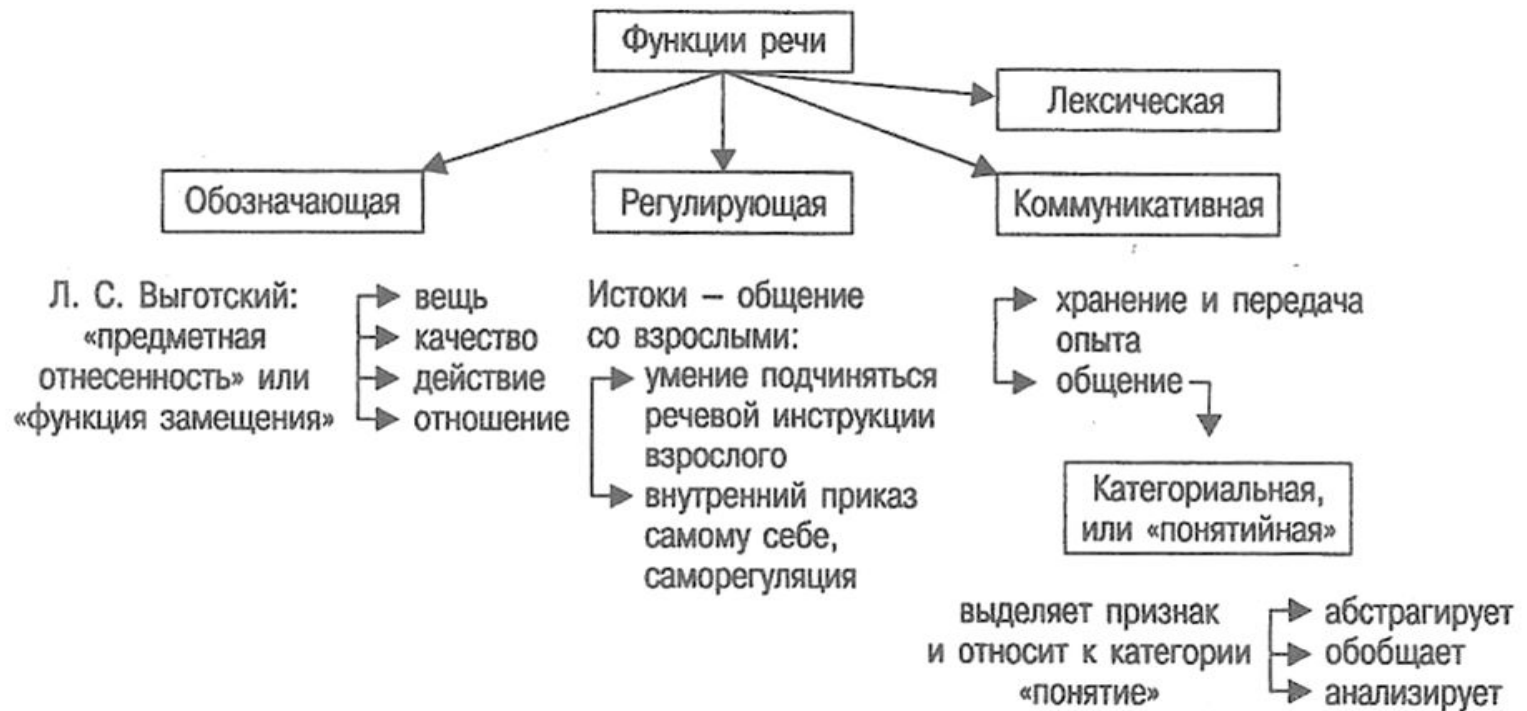 Функции речи
Лексическая
Обозначающая
Регулирующая
Коммуникативная
Л. С. Выготский:
«предметная
отнесенность» или
«функция замещения»
вещь
качество
действие
отношение
Истоки – общение
со взрослыми:
умение подчиняться
речевой инструкции
взрослого
внутренний приказ
самому себе,
саморегуляция
хранение и передача
опыта
общение
Категориальная,
или «понятийная»
выделяет признак
и относит к категории
«понятие»
абстрагирует
обобщает
анализирует